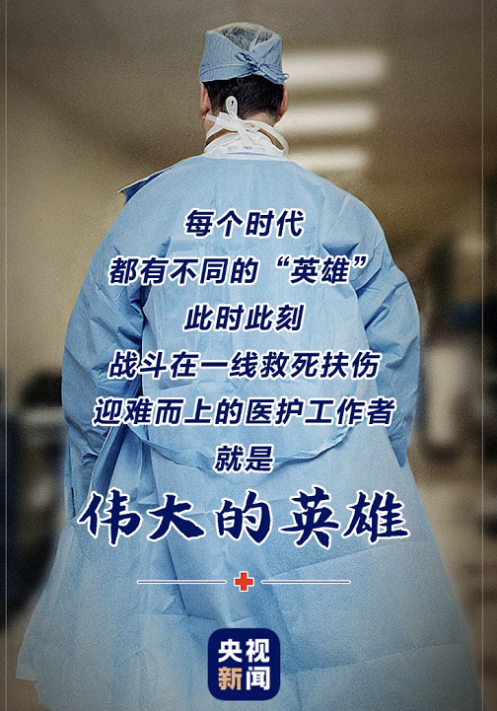 每个时代
都有不同的“英雄”
此时此刻
战斗在一线救死扶伤
迎难而上的医护工作者
就是
伟大的英雄
央视
新闻